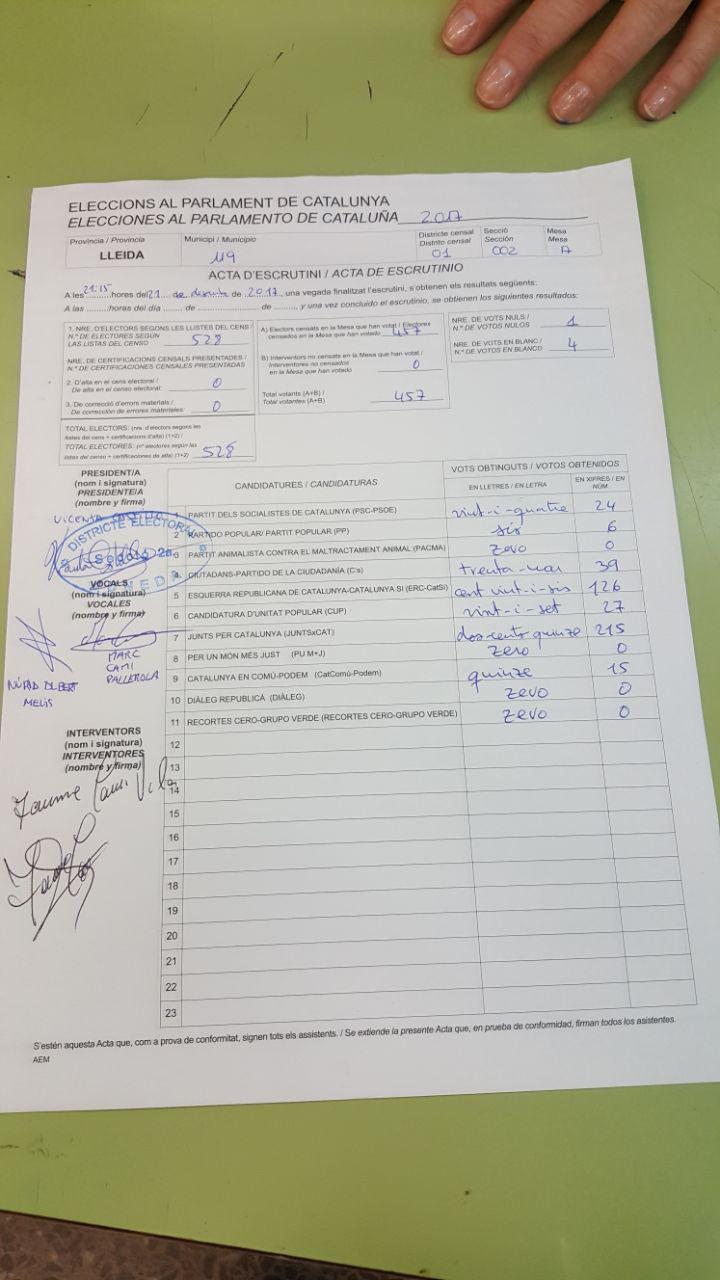 ELECCIONS AL PARLAMENT DE CATALUNYA
ELECCIONES AL PARLAMENTO DE CATALUÑA 2017
Província / Provincia
LLEIDA
Municipi / Municipio
119
Districte censal
Distrito censal
01
Secció
Sección
002
Mesa
Mesa
A
ACTA D'ESCRUTINI / ACTA DE ESCRUTINIO
A les 21:15 hores del 21 de desembre de 2017, una vegada finalitzat l'escrutini, s'obtenen els resultats següents:
A las ......... horas del día ...... de ............... de ........, y una vez concluido el escrutinio, se obtienen los siguientes resultados:
1. NRE. D'ELECTORS SEGONS LES LLISTES DEL CENS /
N.º DE ELECTORES SEGÚN
LAS LISTAS DEL CENSO 528
NRE. DE CERTIFICACIONS CENSALS PRESENTADES /
N.º DE CERTIFICACIONES CENSALES PRESENTADAS
2. D'alta en el cens electoral /
De alta en el censo electoral: 0
3. De correcció d'errors materials /
De corrección de errores materiales: 0
TOTAL ELECTORS: (nre. d'electors segons les
llistes del cens + certificacions d'alta) (1+2) /
TOTAL ELECTORES: (nº electores según las
listas del censo + certificaciones de alta) (1+2) 528
A) Electors censats en la Mesa que han votat / Electores
censados en la Mesa que han votado 457
B) Interventors no censats en la Mesa que han votat /
Interventores no censados
en la Mesa que han votado 0
Total votants (A+B) /
Total votantes (A+B) 457
NRE. DE VOTS NULS /
N.º DE VOTOS NULOS 1
NRE. DE VOTS EN BLANC /
N.º DE VOTOS EN BLANCO 4
PRESIDENT/A
(nom i signatura)
PRESIDENTE/A
(nombre y firma)
DISTRICTE ELECTORAL
VOCALS
(nom i signatura)
VOCALES
(nombre y firma)
MARC
CAMI
PALLEROLA
MELIS
INTERVENTORS
(nom i signatura)
INTERVENTORES
(nombre y firma)
Jaume
CANDIDATURES / CANDIDATURAS
VOTS OBTINGUTS / VOTOS OBTENIDOS
EN LLETRES / EN LETRA
EN XIFRES / EN NÚM.
1 PARTIT DELS SOCIALISTES DE CATALUNYA (PSC-PSOE) vint-i-quatre 24
2 PARTIDO POPULAR/ PARTIT POPULAR (PP) sis 6
3 PARTIT ANIMALISTA CONTRA EL MALTRACTAMENT ANIMAL (PACMA) zero 0
4 CIUTADANS-PARTIDO DE LA CIUDADANÍA (C's) trenta-nou 39
5 ESQUERRA REPUBLICANA DE CATALUNYA-CATALUNYA SÍ (ERC-CatSí) cent vint-i-sis 126
6 CANDIDATURA D'UNITAT POPULAR (CUP) vint-i-set 27
7 JUNTS PER CATALUNYA (JUNTSxCAT) dos-cents quinze 215
8 PER UN MÓN MÉS JUST (PU M+J) zero 0
9 CATALUNYA EN COMÚ-PODEM (CatComú-Podem) quinze 15
10 DIÀLEG REPUBLICÀ (DIÀLEG) zero 0
11 RECORTES CERO-GRUPO VERDE (RECORTES CERO-GRUPO VERDE) zero 0
12
13
14
15
16
17
18
19
20
21
22
23
S'estén aquesta Acta que, com a prova de conformitat, signen tots els assistents. / Se extiende la presente Acta que, en prueba de conformidad, firman todos los asistentes.
AEM